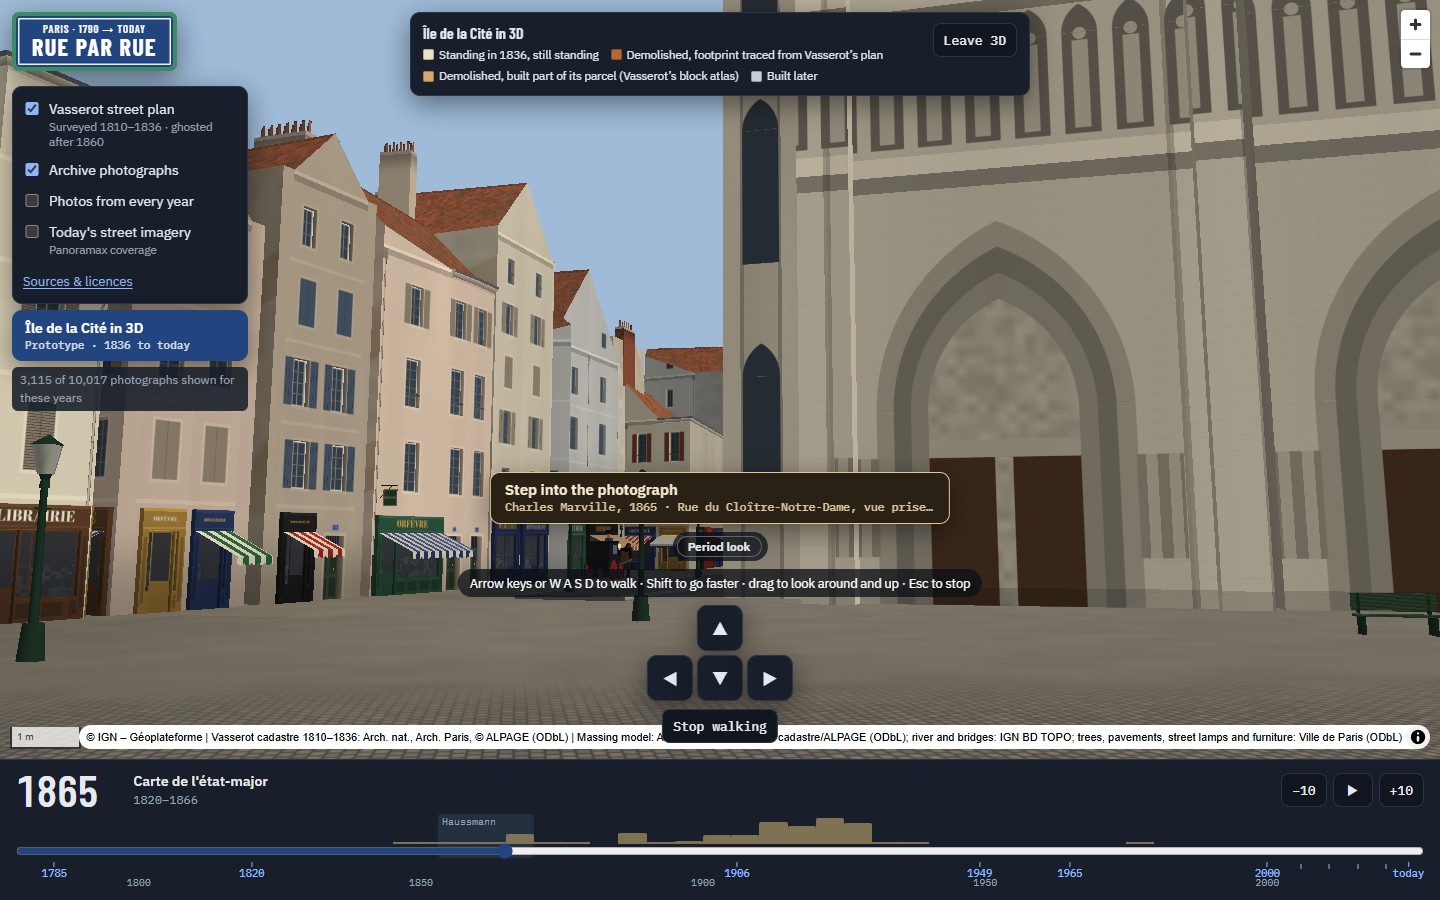 PARIS · 1790 → TODAY
RUE PAR RUE
Vasserot street plan
Surveyed 1810–1836 · ghosted
after 1860
Archive photographs
Photos from every year
Today's street imagery
Panoramax coverage
Sources & licences
Île de la Cité in 3D
Prototype · 1836 to today
3,115 of 10,017 photographs shown for
these years
Île de la Cité in 3D
Standing in 1836, still standing
Demolished, footprint traced from Vasserot's plan
Demolished, built part of its parcel (Vasserot's block atlas)
Built later
Leave 3D
+
−
LIBRAIRIE
ORFÈVRE
ORFÈVRE
Step into the photograph
Charles Marville, 1865 · Rue du Cloître-Notre-Dame, vue prise…
Period look
Arrow keys or W A S D to walk · Shift to go faster · drag to look around and up · Esc to stop
Stop walking
1 m
© IGN – Géoplateforme | Vasserot cadastre 1810–1836: Arch. nat., Arch. Paris, © ALPAGE (ODbL) | Massing model: A
cadastre/ALPAGE (ODbL); river and bridges: IGN BD TOPO; trees, pavements, street lamps and furniture: Ville de Paris (ODbL)
1865
Carte de l'état-major
1820–1866
−10
+10
Haussmann
1785
1820
1906
1949
1965
2000
today
1800
1850
1900
1950
2000